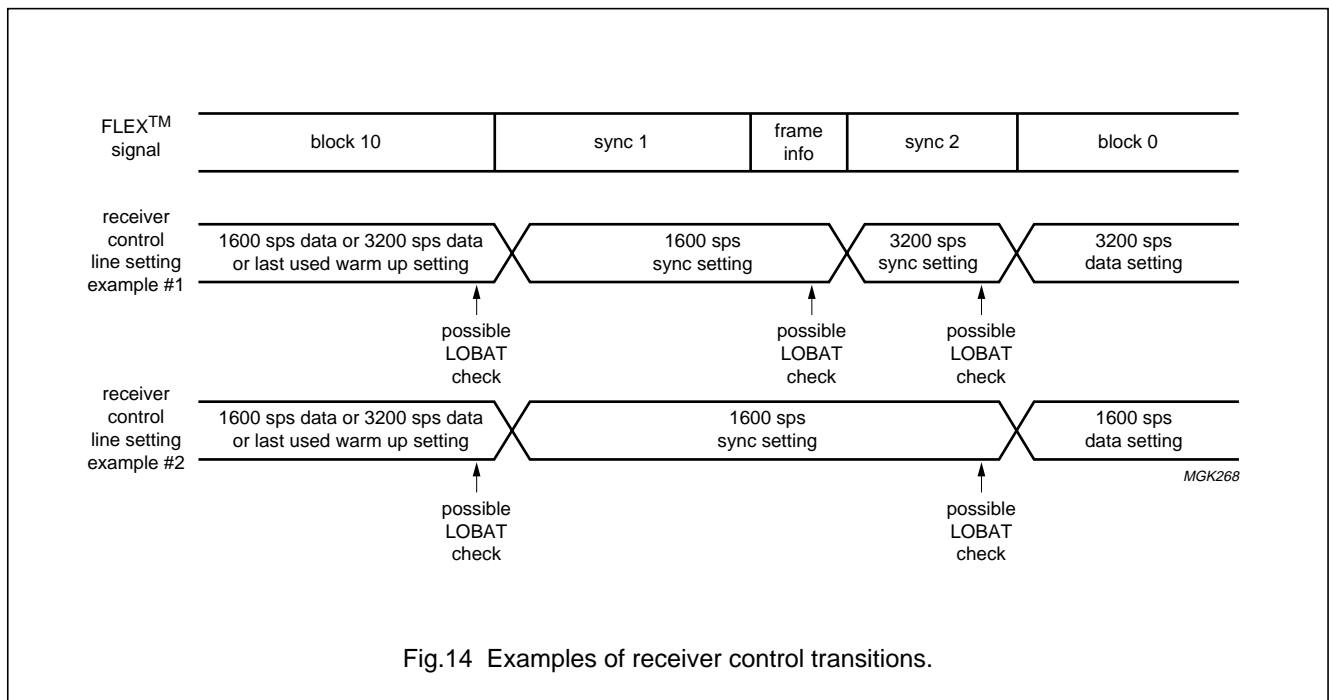 FLEX™
signal
block 10
sync 1
frame
info
sync 2
block 0
receiver
control
line setting
example #1
1600 sps data or 3200 sps data
or last used warm up setting
1600 sps
sync setting
3200 sps
sync setting
3200 sps
data setting
possible
LOBAT
check
possible
LOBAT
check
possible
LOBAT
check
receiver
control
line setting
example #2
1600 sps data or 3200 sps data
or last used warm up setting
1600 sps
sync setting
1600 sps
data setting
MGK268
possible
LOBAT
check
possible
LOBAT
check
Fig.14 Examples of receiver control transitions.